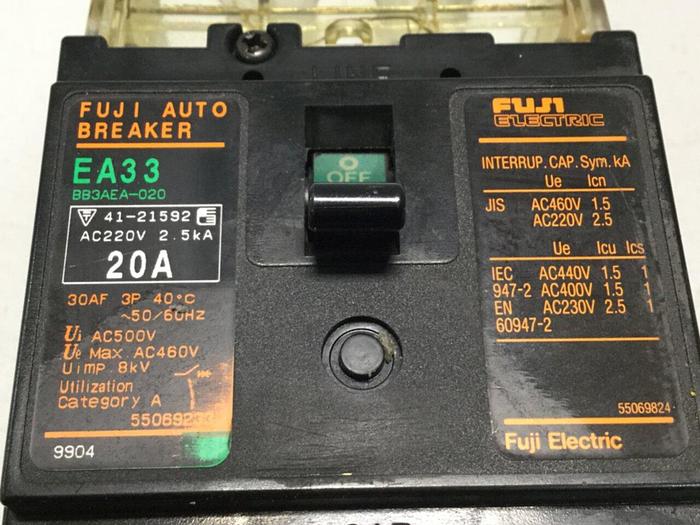 LINE
FUJI AUTO
BREAKER
EA33
BB3AEA-020
41-21592
AC220V 2.5kA
20A
30AF 3P 40°C
~50/60Hz
Ui AC500V
Ue Max. AC460V
Uimp. 8kV
Utilization
Category A
9904
O
OFF
FUJI
ELECTRIC
INTERRUP. CAP. Sym. kA
Ue Icn
JIS AC460V 1.5
AC220V 2.5
Ue Icu Ics
IEC AC440V 1.5 1
947-2 AC400V 1.5 1
EN AC230V 2.5 1
60947-2
55069824
Fuji Electric